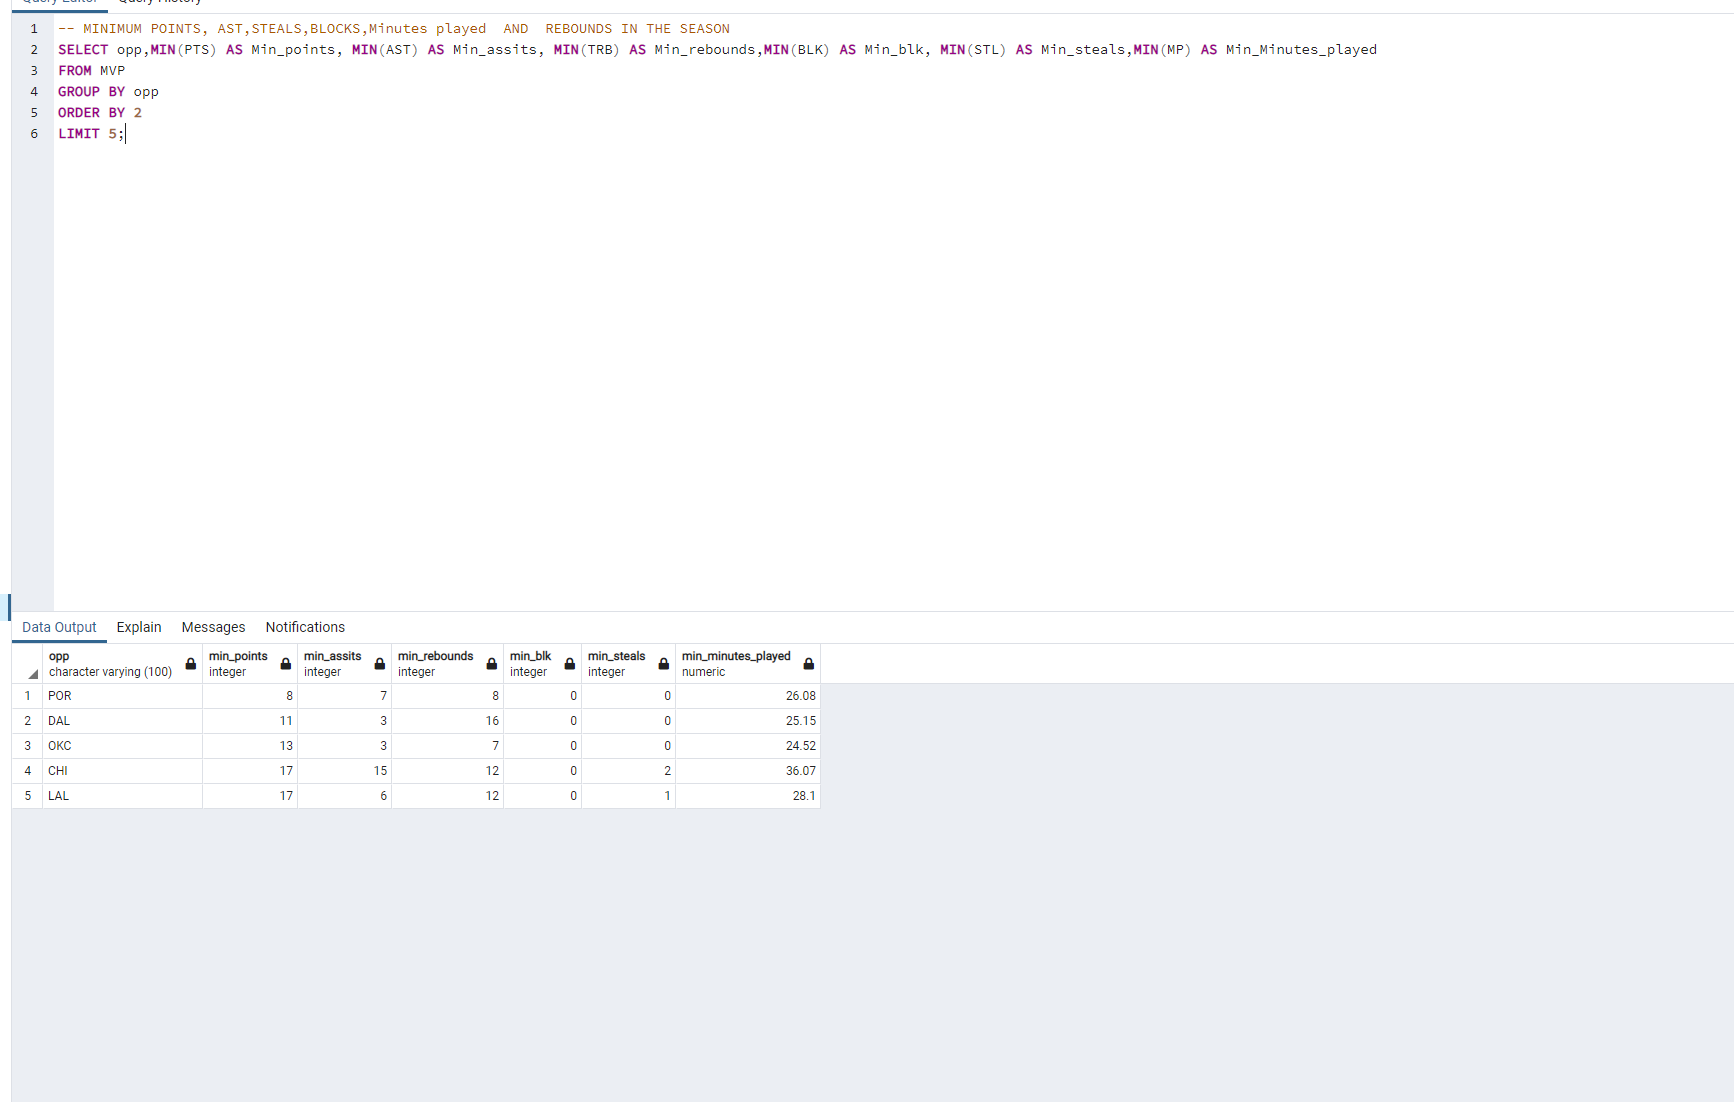 Query Editor Query History
1 -- MINIMUM POINTS, AST,STEALS,BLOCKS,Minutes played  AND  REBOUNDS IN THE SEASON
2 SELECT opp,MIN(PTS) AS Min_points, MIN(AST) AS Min_assits, MIN(TRB) AS Min_rebounds,MIN(BLK) AS Min_blk, MIN(STL) AS Min_steals,MIN(MP) AS Min_Minutes_played
3 FROM MVP
4 GROUP BY opp
5 ORDER BY 2
6 LIMIT 5;
Data Output Explain Messages Notifications
opp min_points min_assits min_rebounds min_blk min_steals min_minutes_played
character varying (100) integer integer integer integer integer numeric
1 POR 8 7 8 0 0 26.08
2 DAL 11 3 16 0 0 25.15
3 OKC 13 3 7 0 0 24.52
4 CHI 17 15 12 0 2 36.07
5 LAL 17 6 12 0 1 28.1